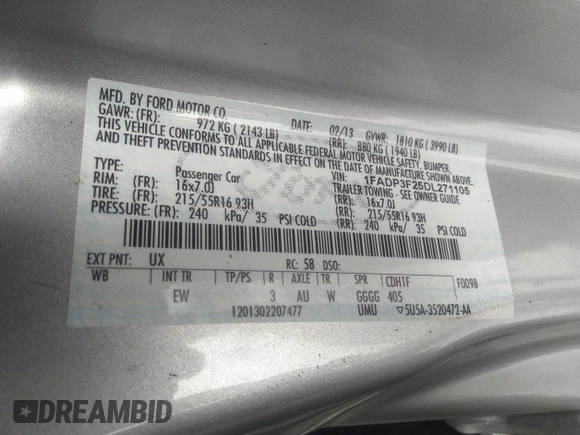 MFD. BY FORD MOTOR CO.
DATE: 02/13 GVWR: 1810 KG ( 3990 LB)
GAWR: (FR): 972 KG ( 2143 LB) (RR): 880 KG ( 1940 LB)
THIS VEHICLE CONFORMS TO ALL APPLICABLE FEDERAL MOTOR VEHICLE SAFETY, BUMPER,
AND THEFT PREVENTION STANDARDS IN EFFECT ON THE DATE OF MANUFACTURE SHOWN ABOVE.
VIN: 1FADP3F25DL271105
TYPE: Passenger Car TRAILER TOWING - SEE OWNER GUIDE
RIM: (FR) 16x7.0J (RR): 16x7.0J
TIRE: (FR) 215/55R16 93H (RR): 215/55R16 93H
PRESSURE: (FR) 240 kPa/ 35 PSI COLD (RR): 240 kPa/ 35 PSI COLD
EXT PNT: UX RC: 58 DSO:
WB INT TR TP/PS R AXLE TR SPR CDH1F F0098
EW 3 AU W GGGG 405
1201302207477 UMU 5U5A-3520472-AA
DREAMBID